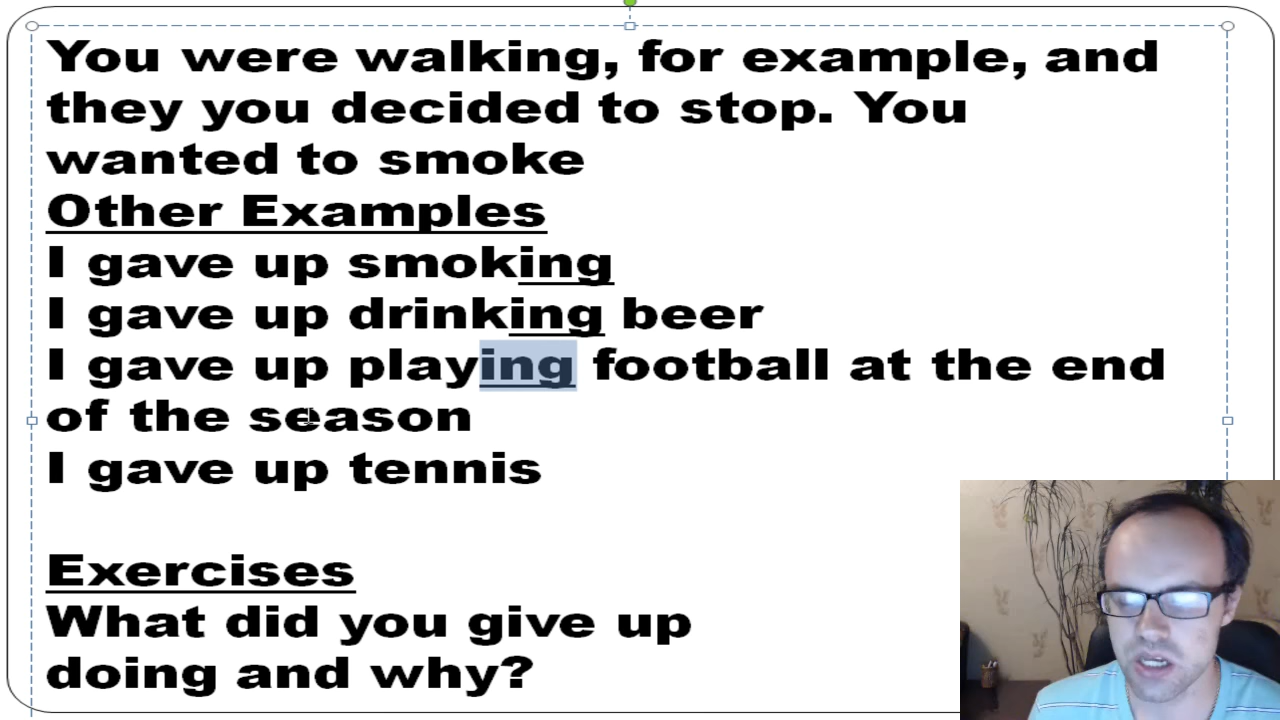 You were walking, for example, and
they you decided to stop. You
wanted to smoke
Other Examples
I gave up smoking
I gave up drinking beer
I gave up playing football at the end
of the season
I gave up tennis
Exercises
What did you give up
doing and why?